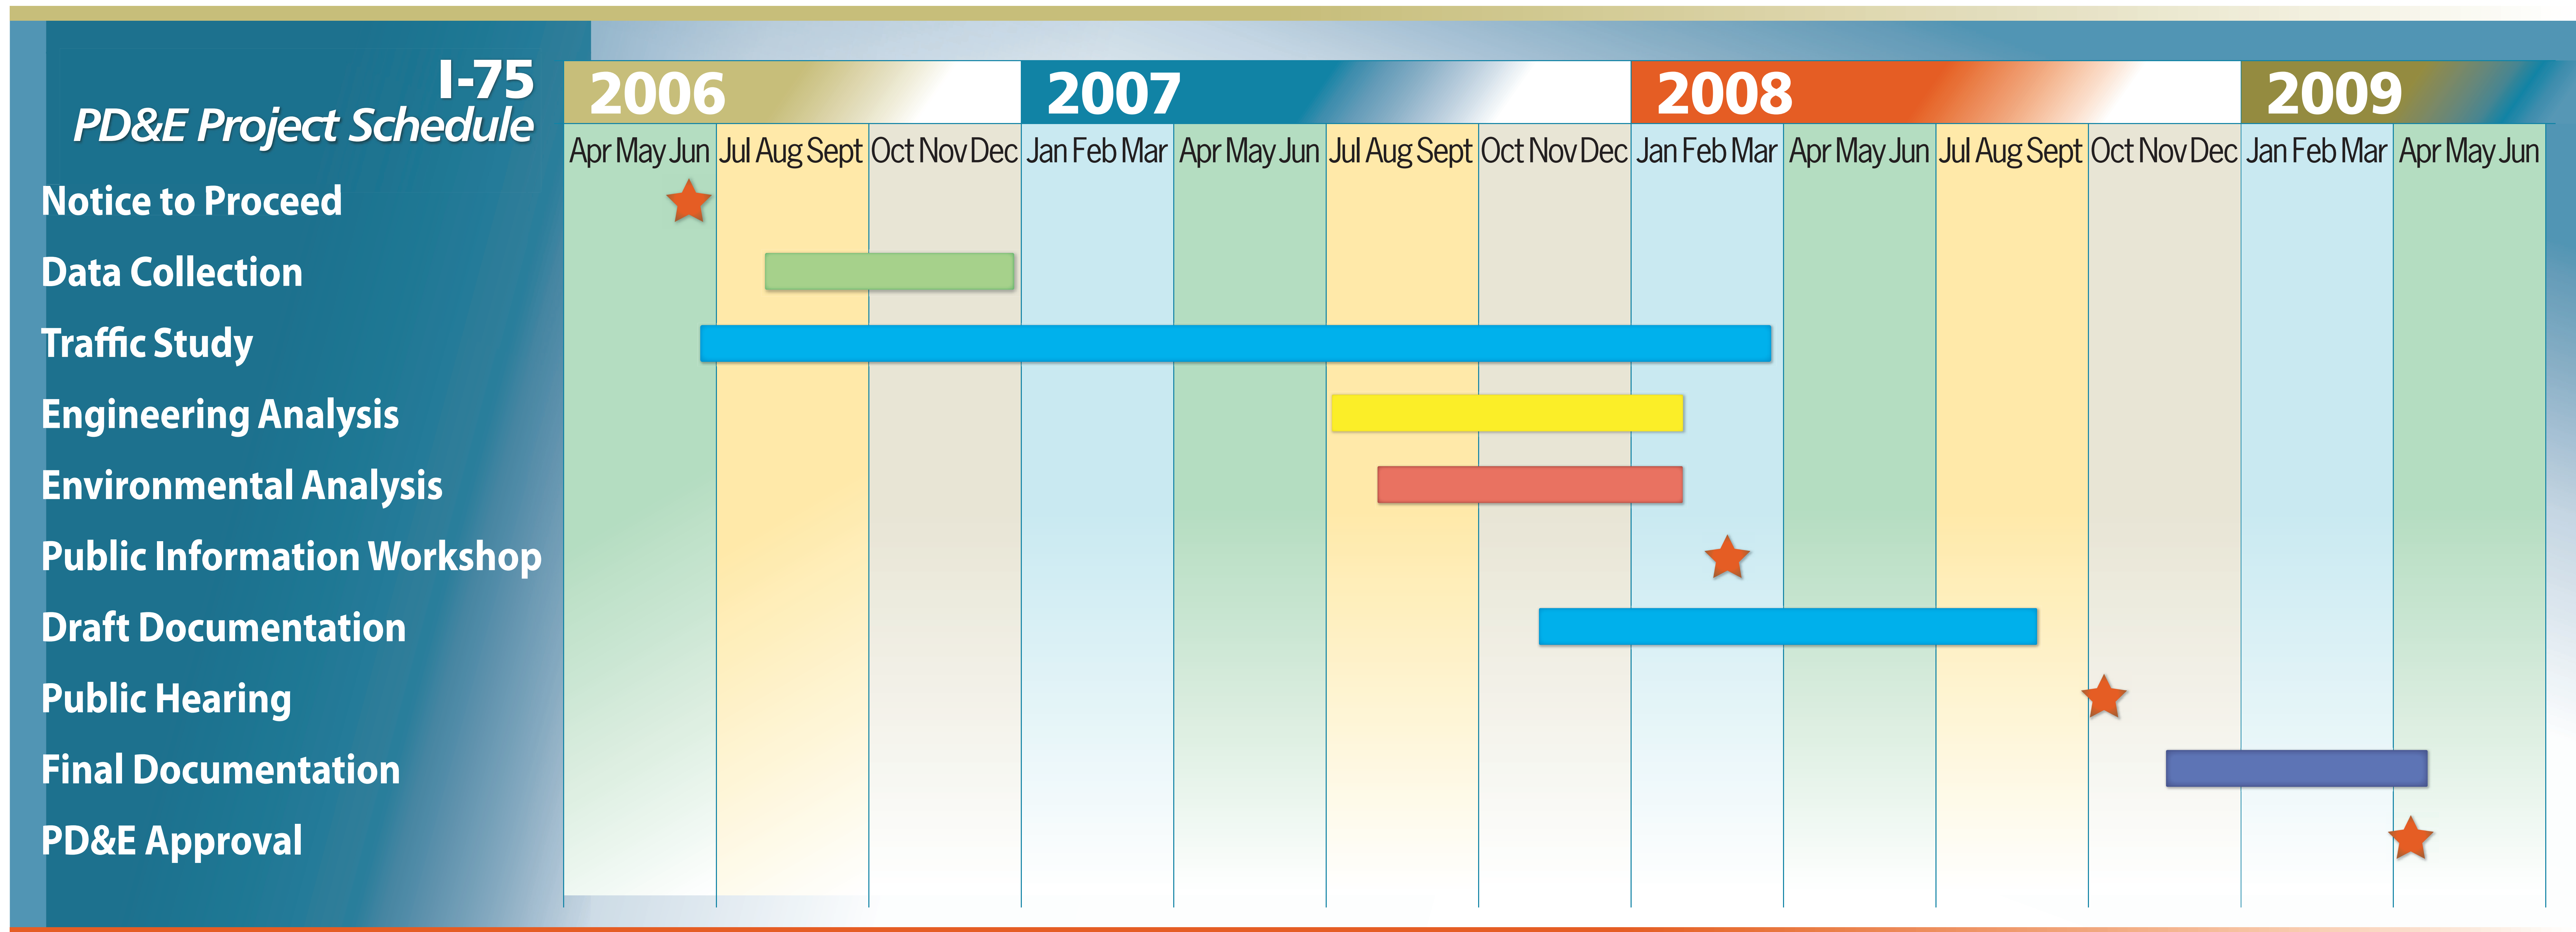 I-75
PD&E Project Schedule
2006 2007 2008 2009
Apr May Jun Jul Aug Sept Oct Nov Dec Jan Feb Mar Apr May Jun Jul Aug Sept Oct Nov Dec Jan Feb Mar Apr May Jun Jul Aug Sept Oct Nov Dec Jan Feb Mar Apr May Jun
Notice to Proceed
Data Collection
Traffic Study
Engineering Analysis
Environmental Analysis
Public Information Workshop
Draft Documentation
Public Hearing
Final Documentation
PD&E Approval